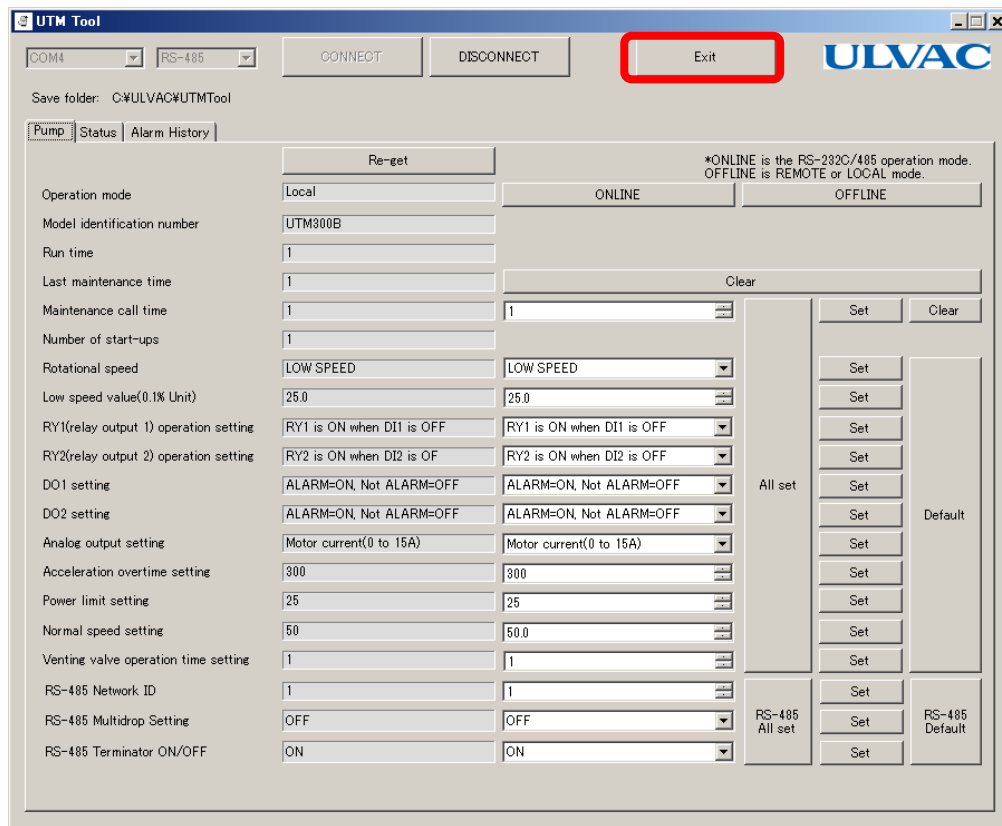 UTM Tool
COM4 RS-485 CONNECT DISCONNECT Exit ULVAC
Save folder: C:¥ULVAC¥UTMTool
Pump Status Alarm History
Re-get
*ONLINE is the RS-232C/485 operation mode.
OFFLINE is REMOTE or LOCAL mode.
Operation mode Local ONLINE OFFLINE
Model identification number UTM300B
Run time 1
Last maintenance time 1 Clear
Maintenance call time 1 1 Set Clear
Number of start-ups 1
Rotational speed LOW SPEED LOW SPEED Set
Low speed value(0.1% Unit) 25.0 25.0 Set
RY1(relay output 1) operation setting RY1 is ON when DI1 is OFF RY1 is ON when DI1 is OFF Set
RY2(relay output 2) operation setting RY2 is ON when DI2 is OF RY2 is ON when DI2 is OFF Set
DO1 setting ALARM=ON, Not ALARM=OFF ALARM=ON, Not ALARM=OFF All set Set
DO2 setting ALARM=ON, Not ALARM=OFF ALARM=ON, Not ALARM=OFF Set Default
Analog output setting Motor current(0 to 15A) Motor current(0 to 15A) Set
Acceleration overtime setting 300 300 Set
Power limit setting 25 25 Set
Normal speed setting 50 50.0 Set
Venting valve operation time setting 1 1 Set
RS-485 Network ID 1 1 Set
RS-485 Multidrop Setting OFF OFF RS-485 All set Set RS-485 Default
RS-485 Terminator ON/OFF ON ON Set